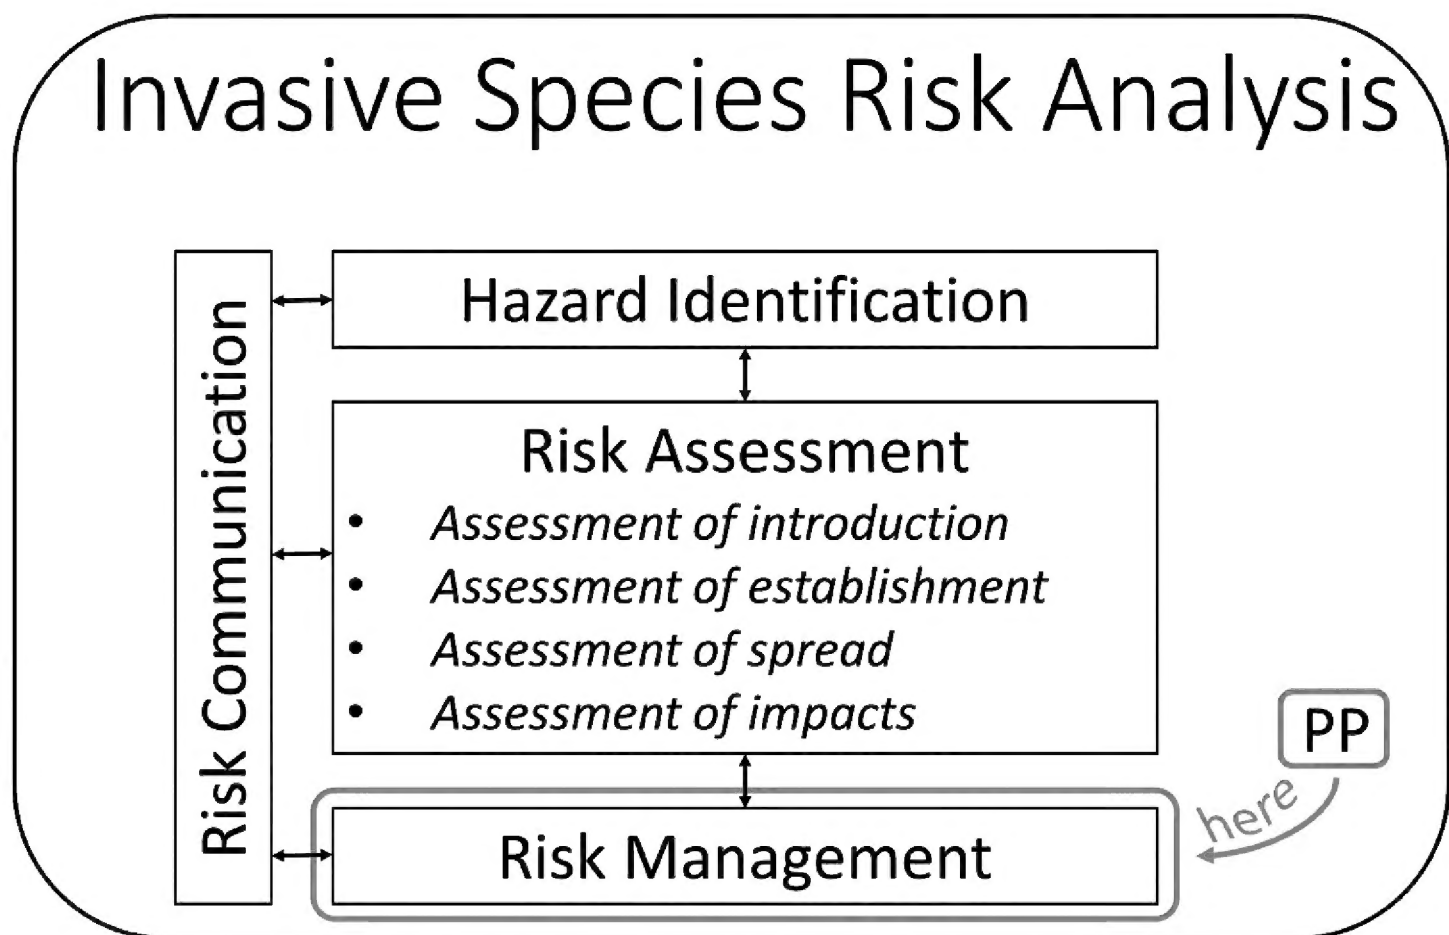 Invasive Species Risk Analysis
Risk Communication
Hazard Identification
Risk Assessment
• Assessment of introduction
• Assessment of establishment
• Assessment of spread
• Assessment of impacts
PP
here
Risk Management